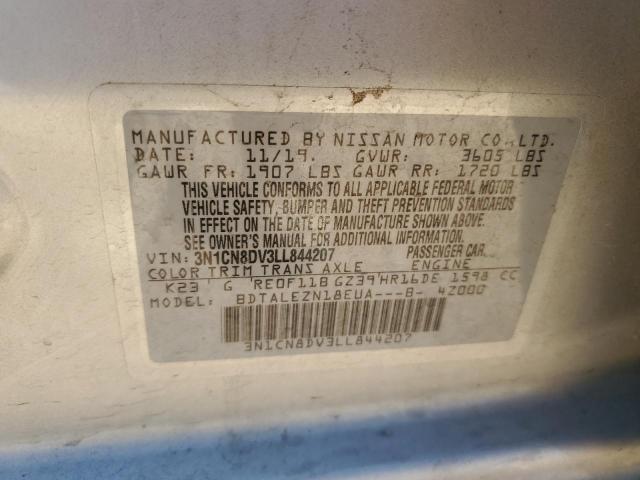 MANUFACTURED BY NISSAN MOTOR CO., LTD.
DATE: 11/19. GVWR: 3605 LBS
GAWR FR: 1907 LBS GAWR RR: 1720 LBS
THIS VEHICLE CONFORMS TO ALL APPLICABLE FEDERAL MOTOR
VEHICLE SAFETY, BUMPER AND THEFT PREVENTION STANDARDS
IN EFFECT ON THE DATE OF MANUFACTURE SHOWN ABOVE.
SEE OWNER'S MANUAL FOR ADDITIONAL INFORMATION
VIN: 3N1CN8DV3LL844207 PASSENGER CAR
COLOR TRIM TRANS AXLE ENGINE
K23 G RE0F11B GZ39 HR16DE 1598 CC
MODEL: BDTALEZN18EUA---B- 4Z000
3N1CN8DV3LL844207